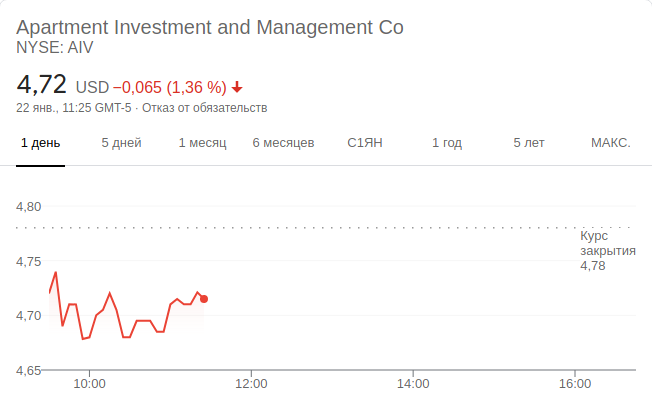 Apartment Investment and Management Co
NYSE: AIV
4,72 USD −0,065 (1,36 %)
22 янв., 11:25 GMT-5 · Отказ от обязательств
1 день 5 дней 1 месяц 6 месяцев С1ЯН 1 год 5 лет МАКС.
4,80
Курс
закрытия
4,78
4,75
4,70
4,65
10:00 12:00 14:00 16:00